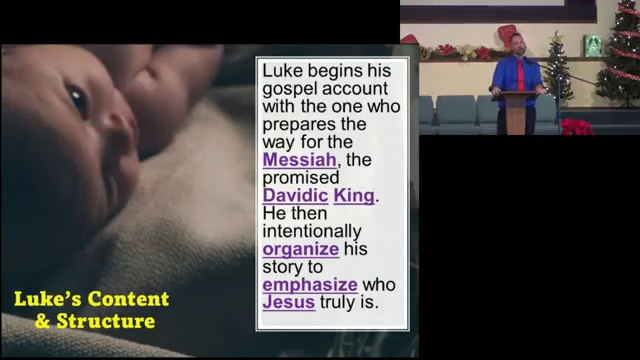 Luke begins his
gospel account
with the one who
prepares the
way for the
Messiah, the
promised
Davidic King.
He then
intentionally
organize his
story to
emphasize who
Jesus truly is.
Luke's Content
& Structure